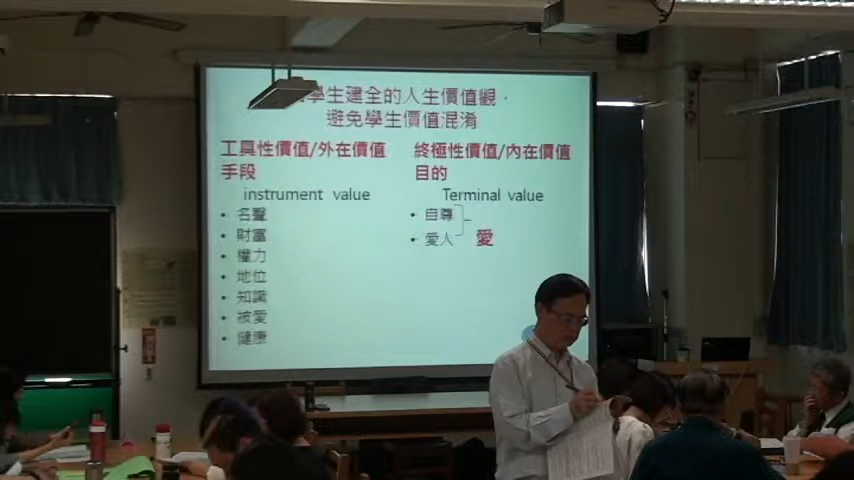 學生建全的人生價值觀.
避免學生價值混淆
工具性價值/外在價值
手段
instrument value
• 名聲
• 財富
• 權力
• 地位
• 知識
• 被愛
• 健康
終極性價值/內在價值
目的
Terminal value
• 自尊
• 愛人 愛